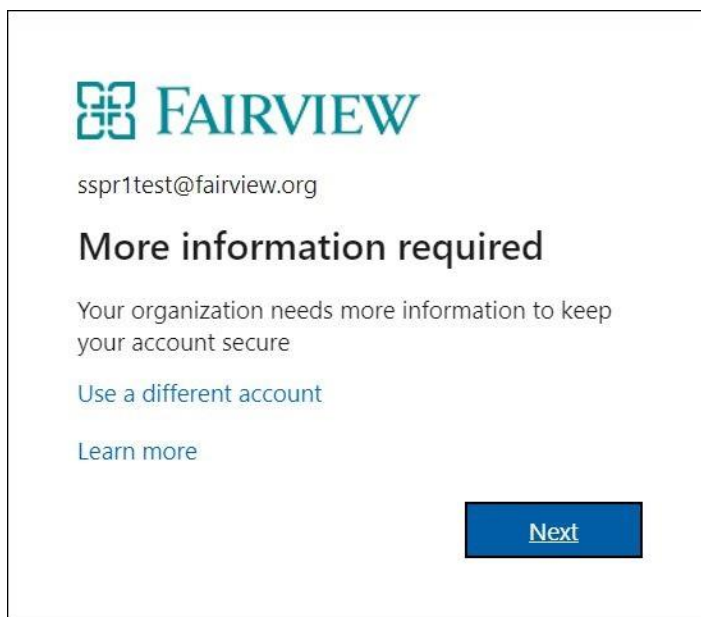 FAIRVIEW
sspr1test@fairview.org
More information required
Your organization needs more information to keep
your account secure
Use a different account
Learn more
Next